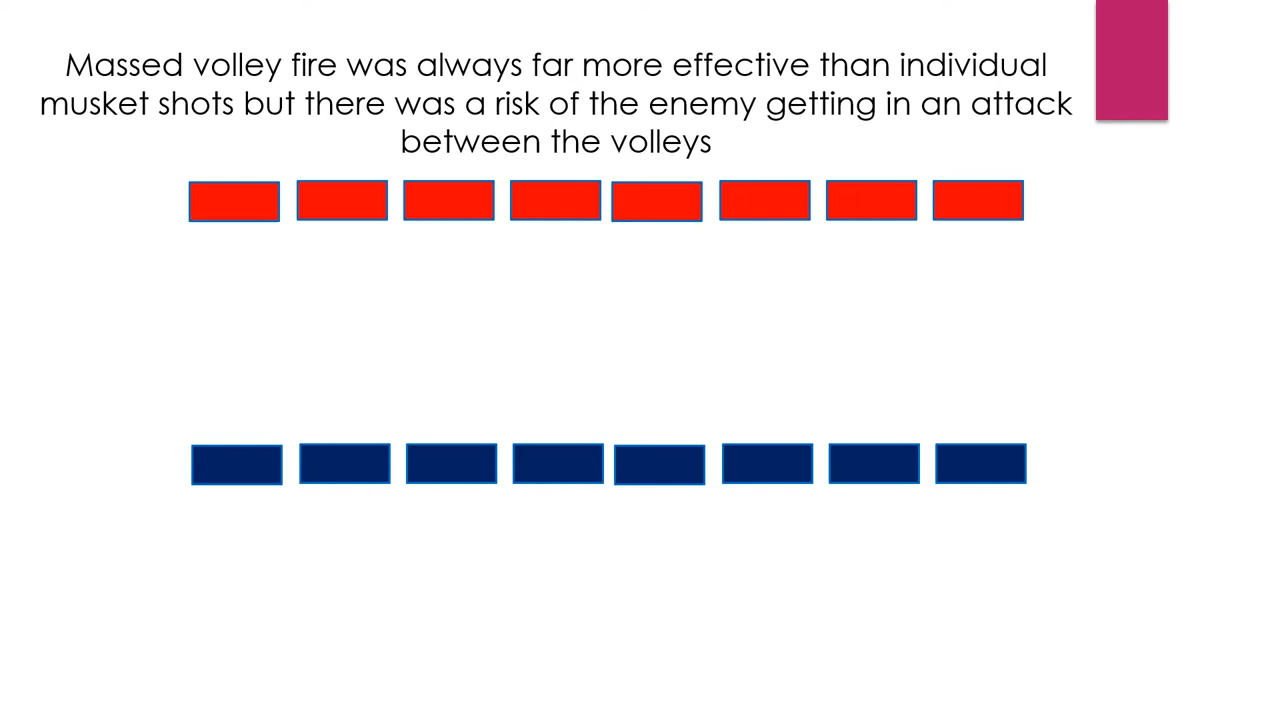 Massed volley fire was always far more effective than individual
musket shots but there was a risk of the enemy getting in an attack
between the volleys